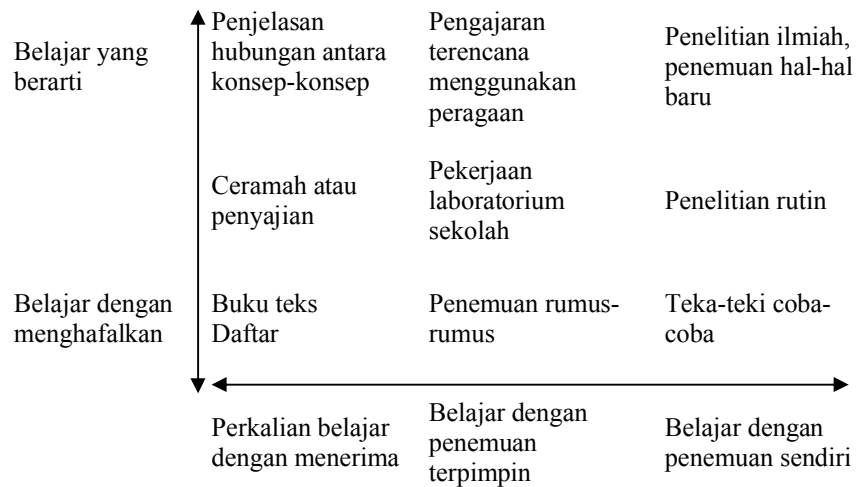 Belajar yang
berarti
Penjelasan
hubungan antara
konsep-konsep
Pengajaran
terencana
menggunakan
peragaan
Penelitian ilmiah,
penemuan hal-hal
baru
Ceramah atau
penyajian
Pekerjaan
laboratorium
sekolah
Penelitian rutin
Belajar dengan
menghafalkan
Buku teks
Daftar
Penemuan rumus-
rumus
Teka-teki coba-
coba
Perkalian belajar
dengan menerima
Belajar dengan
penemuan
terpimpin
Belajar dengan
penemuan sendiri